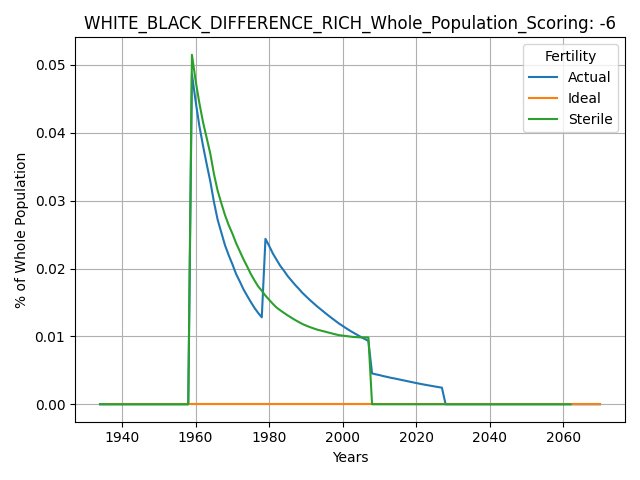 WHITE_BLACK_DIFFERENCE_RICH_Whole_Population_Scoring: -6
Fertility
Actual
Ideal
Sterile
% of Whole Population
0.05
0.04
0.03
0.02
0.01
0.00
1940 1960 1980 2000 2020 2040 2060
Years